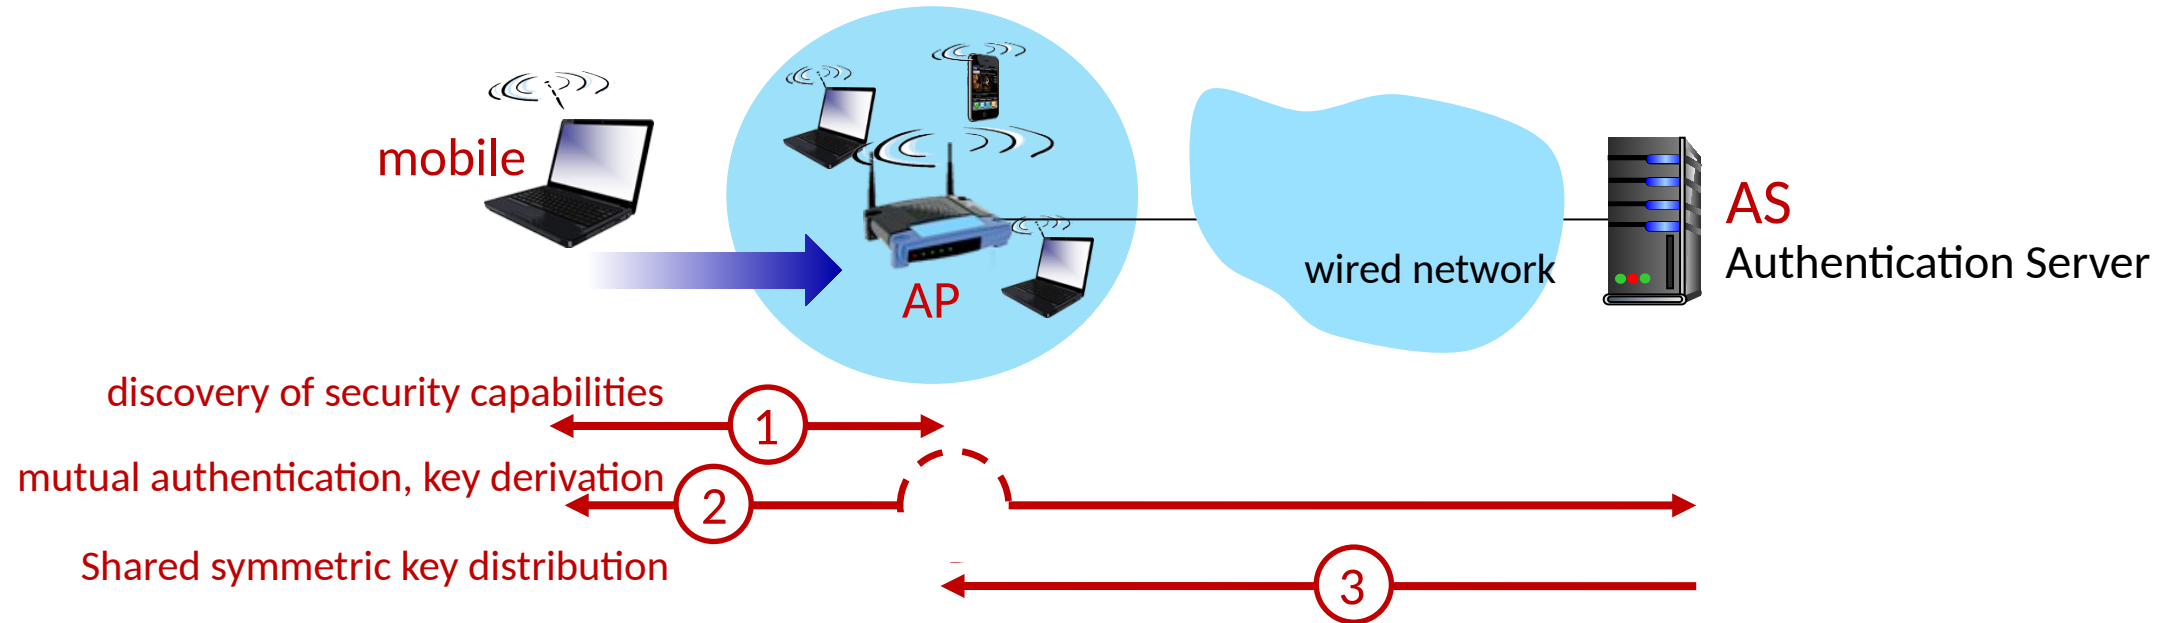 mobile
AP
wired network
AS
Authentication Server
discovery of security capabilities
1
mutual authentication, key derivation
2
Shared symmetric key distribution
3